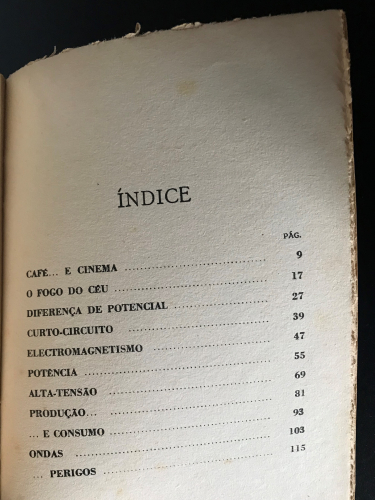 ÍNDICE
PÁG.
CAFÉ... E CINEMA ........................ 9
O FOGO DO CÉU ........................ 17
DIFERENÇA DE POTENCIAL ........................ 27
CURTO-CIRCUITO ........................ 39
ELECTROMAGNETISMO ........................ 47
POTÊNCIA ........................ 55
ALTA-TENSÃO ........................ 69
PRODUÇÃO... ........................ 81
... E CONSUMO ........................ 93
ONDAS ........................ 103
... PERIGOS ........................ 115